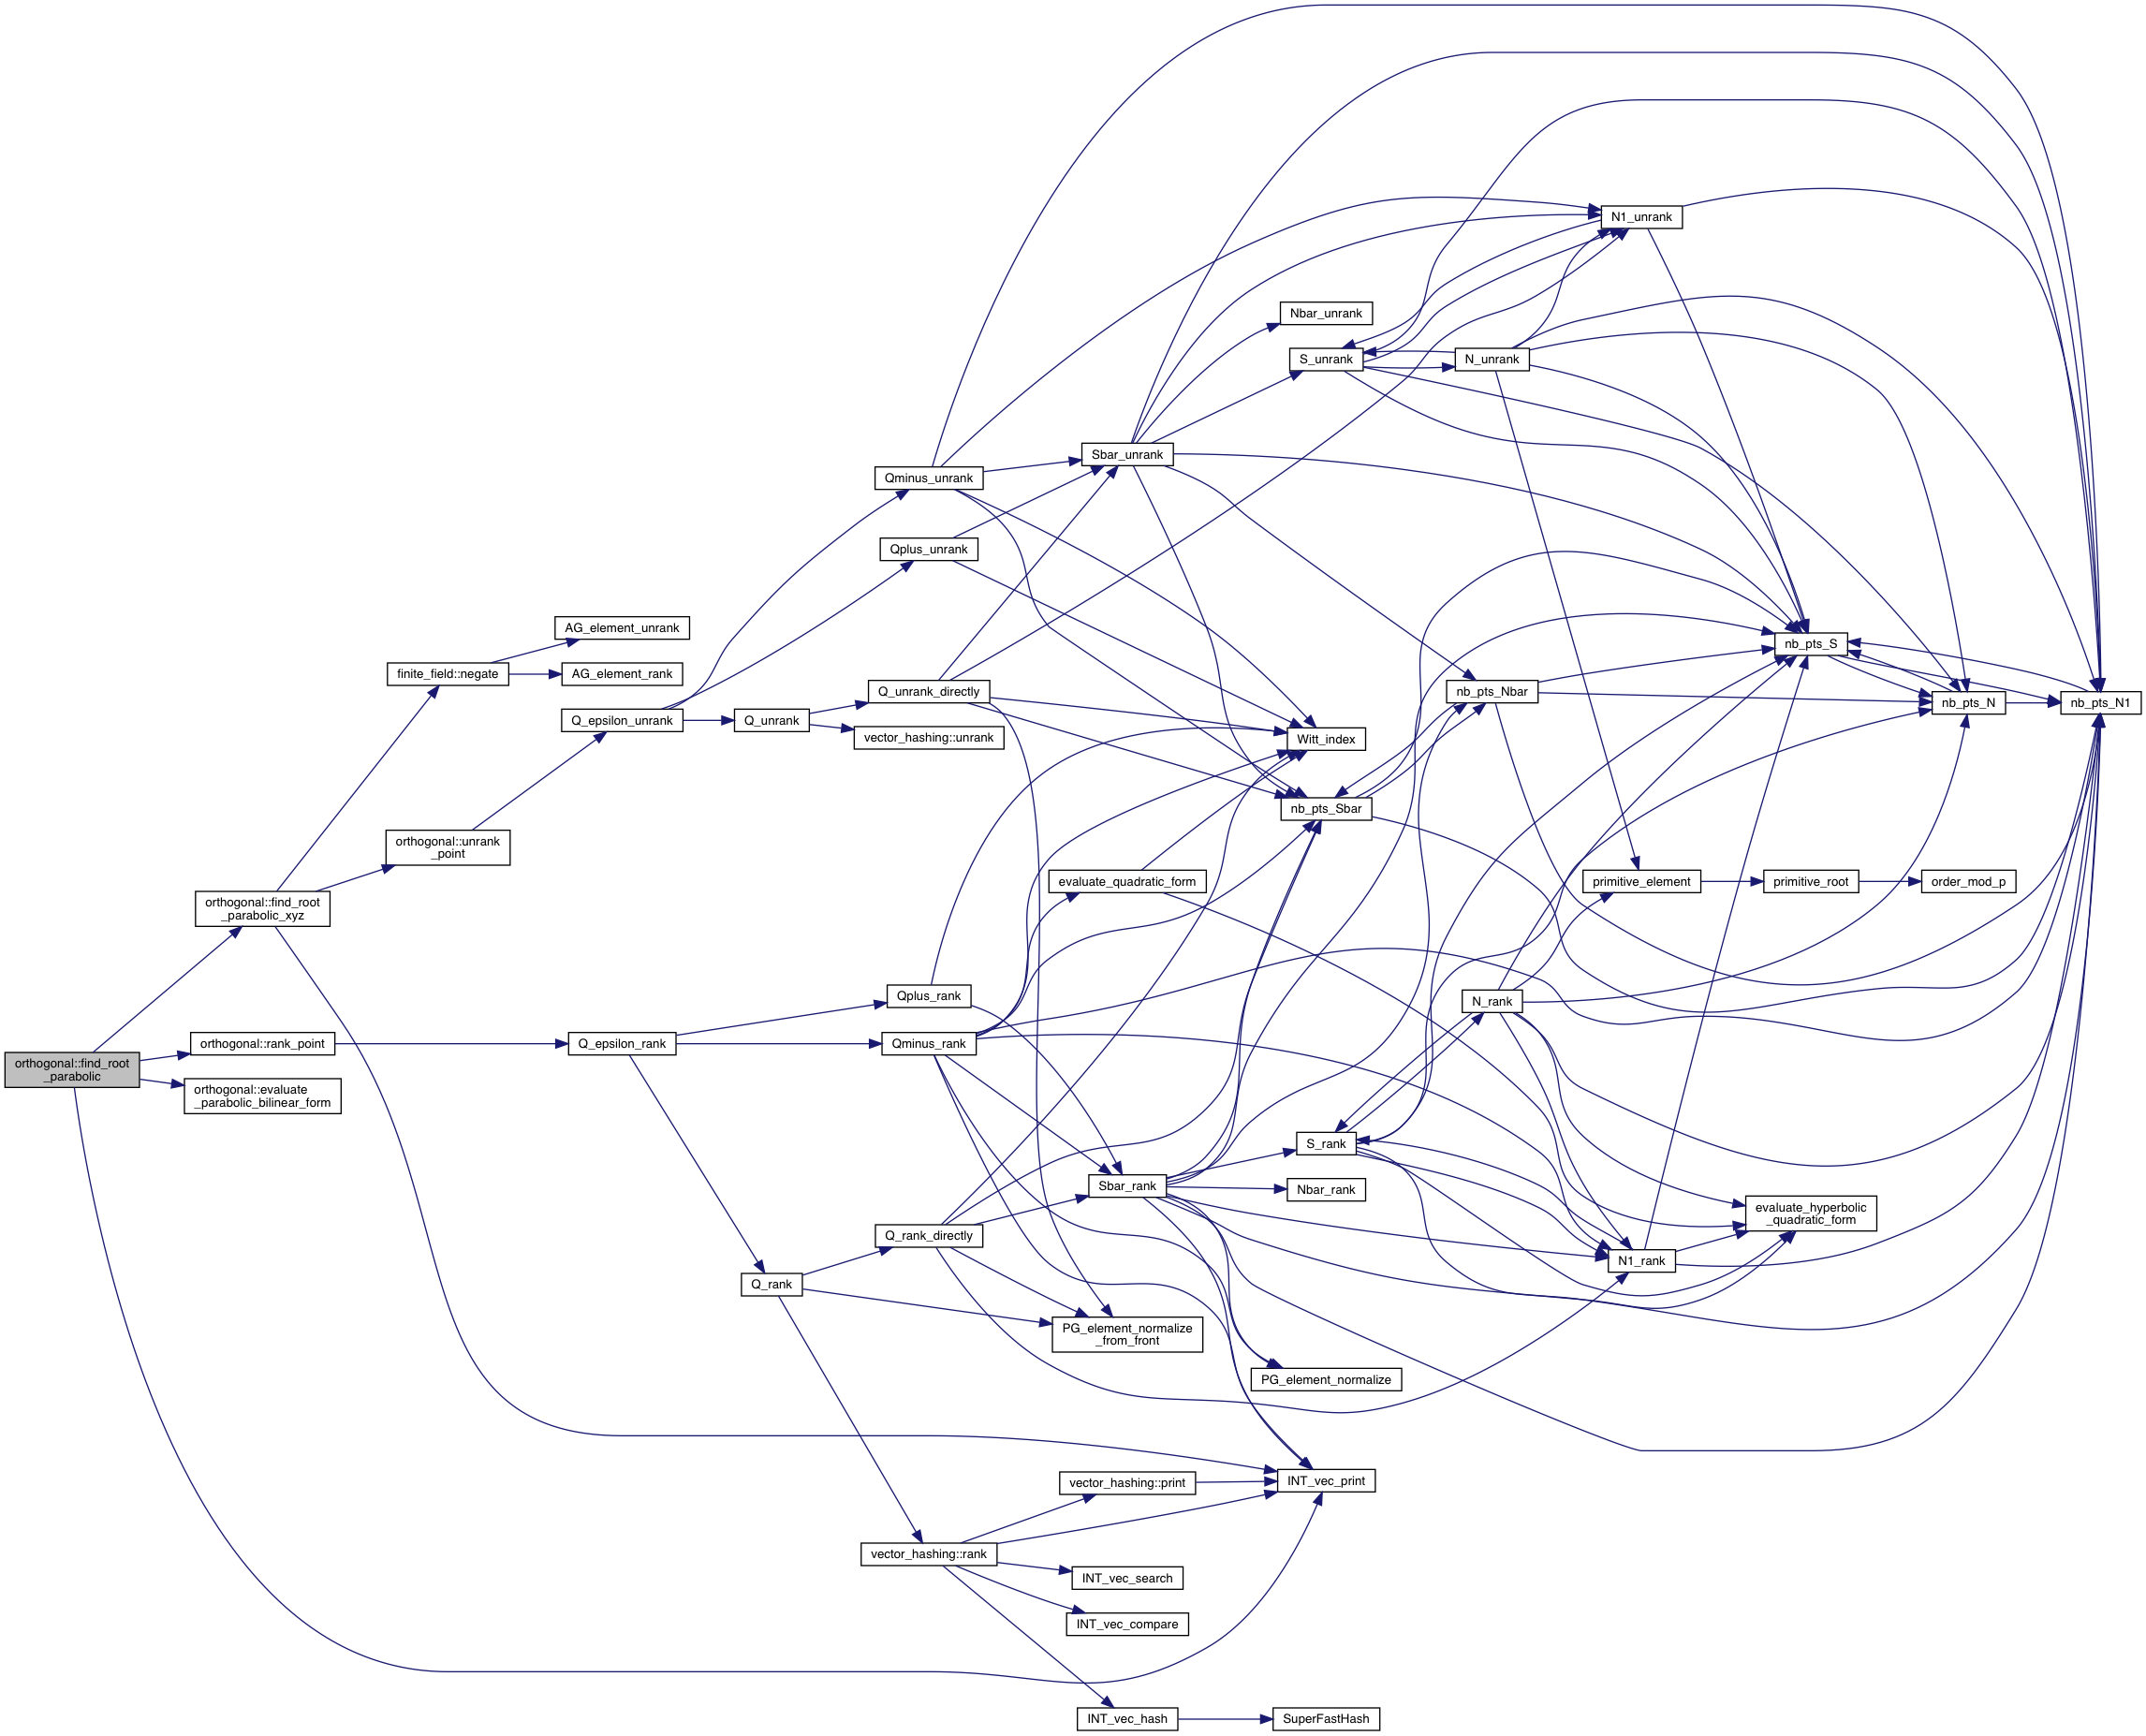 orthogonal::find_root
_parabolic
orthogonal::find_root
_parabolic_xyz
orthogonal::rank_point
orthogonal::evaluate
_parabolic_bilinear_form
finite_field::negate
orthogonal::unrank
_point
AG_element_unrank
AG_element_rank
Q_epsilon_unrank
Q_epsilon_rank
Q_unrank
Q_rank
Qminus_unrank
Qplus_unrank
Q_unrank_directly
vector_hashing::unrank
Qplus_rank
Qminus_rank
Q_rank_directly
vector_hashing::rank
Sbar_unrank
evaluate_quadratic_form
Sbar_rank
PG_element_normalize
_from_front
vector_hashing::print
INT_vec_search
INT_vec_compare
INT_vec_hash
Nbar_unrank
S_unrank
Witt_index
nb_pts_Sbar
S_rank
Nbar_rank
PG_element_normalize
INT_vec_print
SuperFastHash
N_unrank
nb_pts_Nbar
N_rank
N1_unrank
primitive_element
N1_rank
nb_pts_S
primitive_root
evaluate_hyperbolic
_quadratic_form
nb_pts_N
order_mod_p
nb_pts_N1